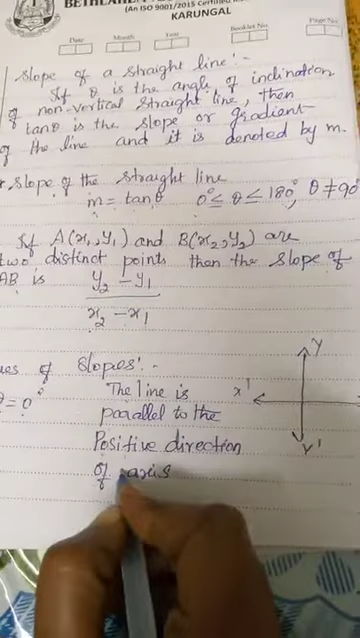 (An ISO 9001:2015 Certified
KARUNGAL
Date
Month
Year
Booklet No.
Page No
Slope of a straight line:-
If θ is the angle of inclination
of non-vertical straight line, then
tanθ is the slope or gradient
of the line and it is denoted by m.
Slope of the straight line
m = tanθ 0° ≤ θ ≤ 180°, θ ≠ 90°
If A(x₁, y₁) and B(x₂, y₂) are
two distinct points then the slope of
AB is y₂ - y₁
x₂ - x₁
of Slopes:-
= 0° The line is
parallel to the
Positive direction
of axis
Y
X'
Y'